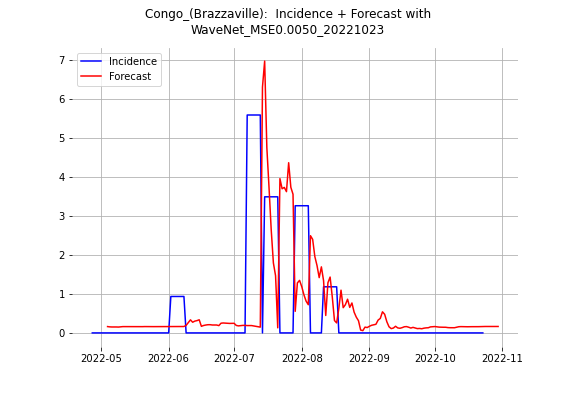 Congo_(Brazzaville):  Incidence + Forecast with
WaveNet_MSE0.0050_20221023
Incidence
Forecast
7
6
5
4
3
2
1
0
2022-05 2022-06 2022-07 2022-08 2022-09 2022-10 2022-11